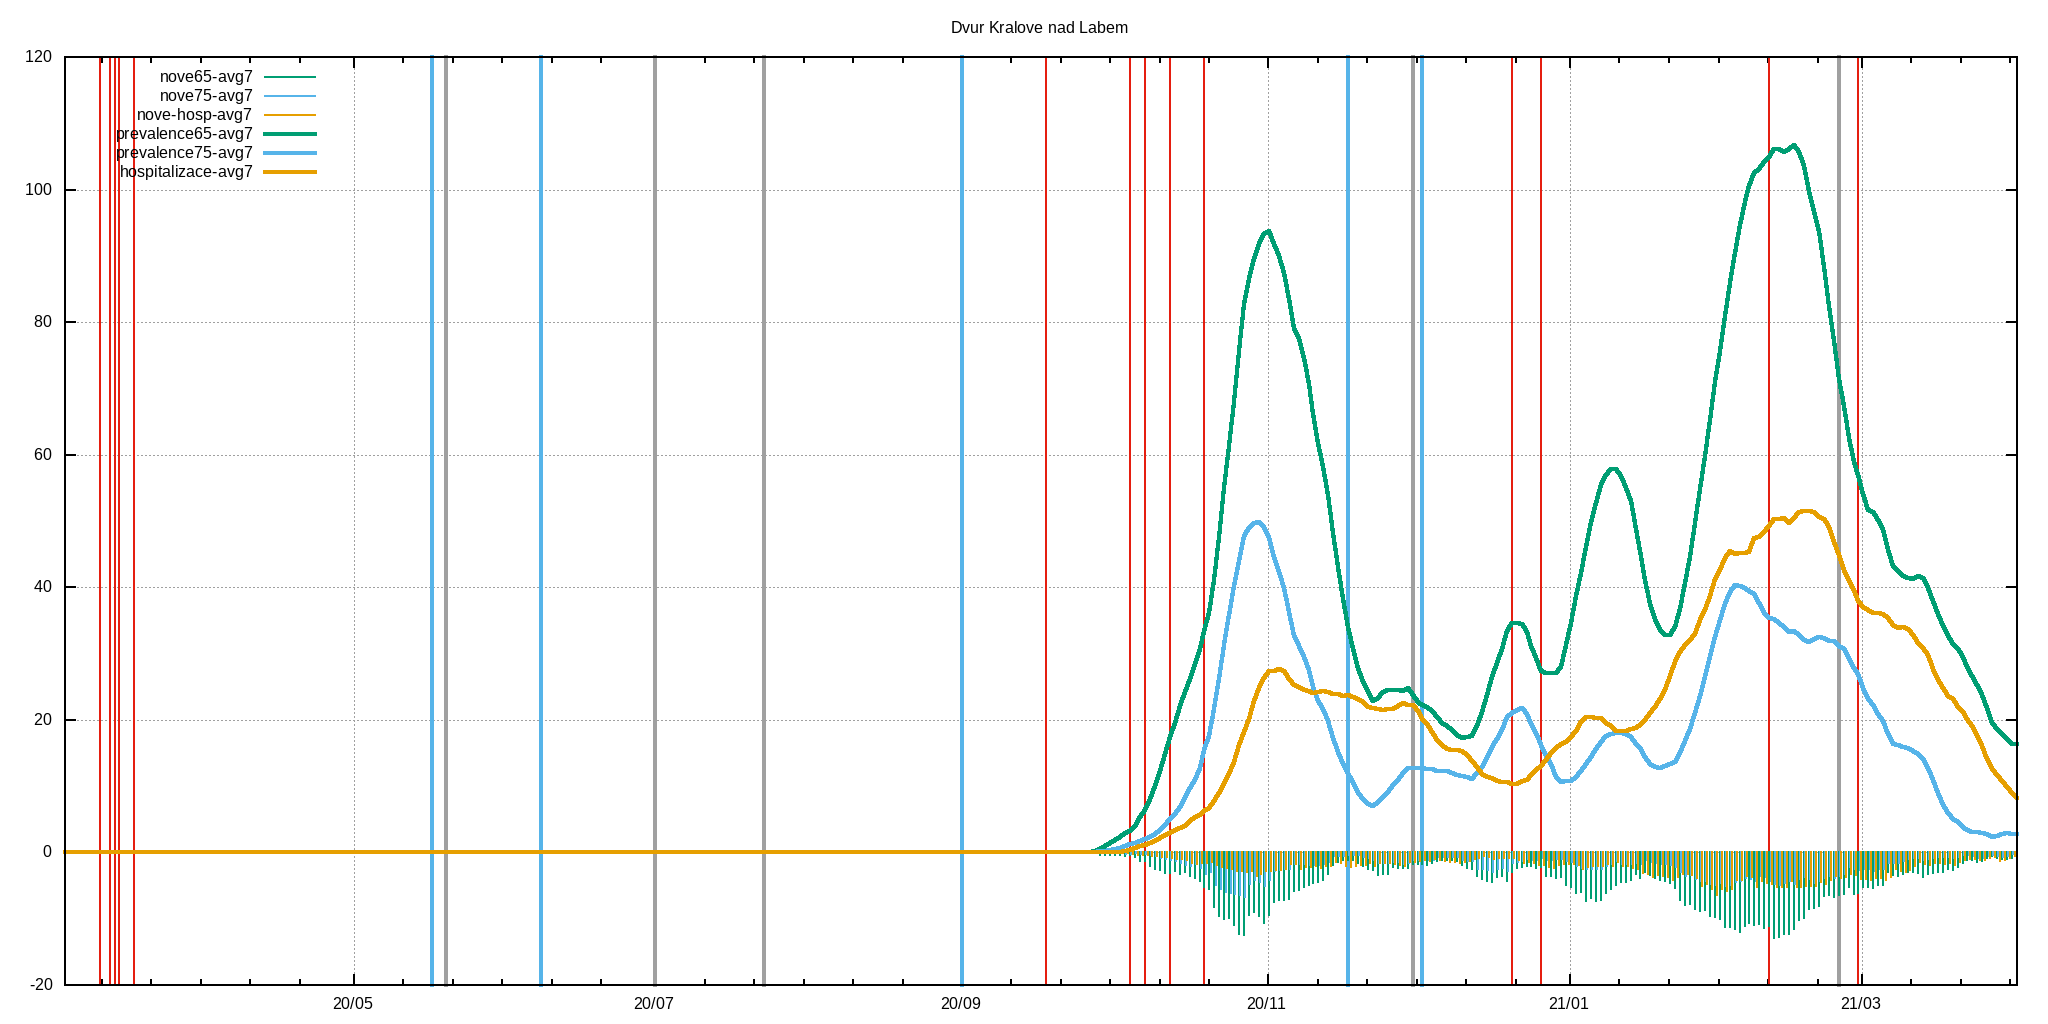 Dvur Kralove nad Labem
120
100
80
60
40
20
0
-20
nove65-avg7
nove75-avg7
nove-hosp-avg7
prevalence65-avg7
prevalence75-avg7
hospitalizace-avg7
20/05
20/07
20/09
20/11
21/01
21/03